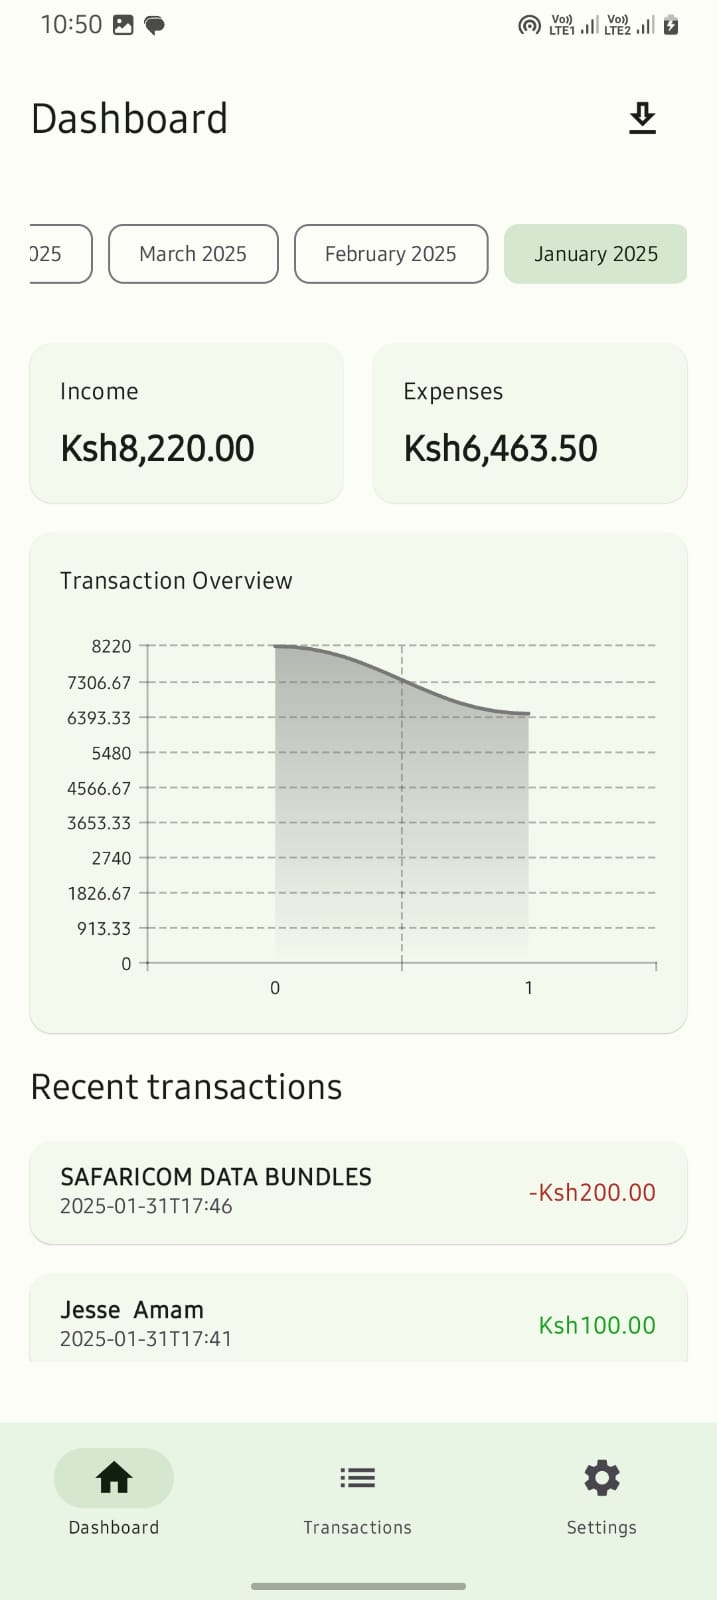 10:50
Vo)) LTE1 Vo)) LTE2
Dashboard
025 March 2025 February 2025 January 2025
Income Expenses
Ksh8,220.00 Ksh6,463.50
Transaction Overview
8220
7306.67
6393.33
5480
4566.67
3653.33
2740
1826.67
913.33
0
0 1
Recent transactions
SAFARICOM DATA BUNDLES
2025-01-31T17:46
-Ksh200.00
Jesse  Amam
2025-01-31T17:41
Ksh100.00
Dashboard Transactions Settings